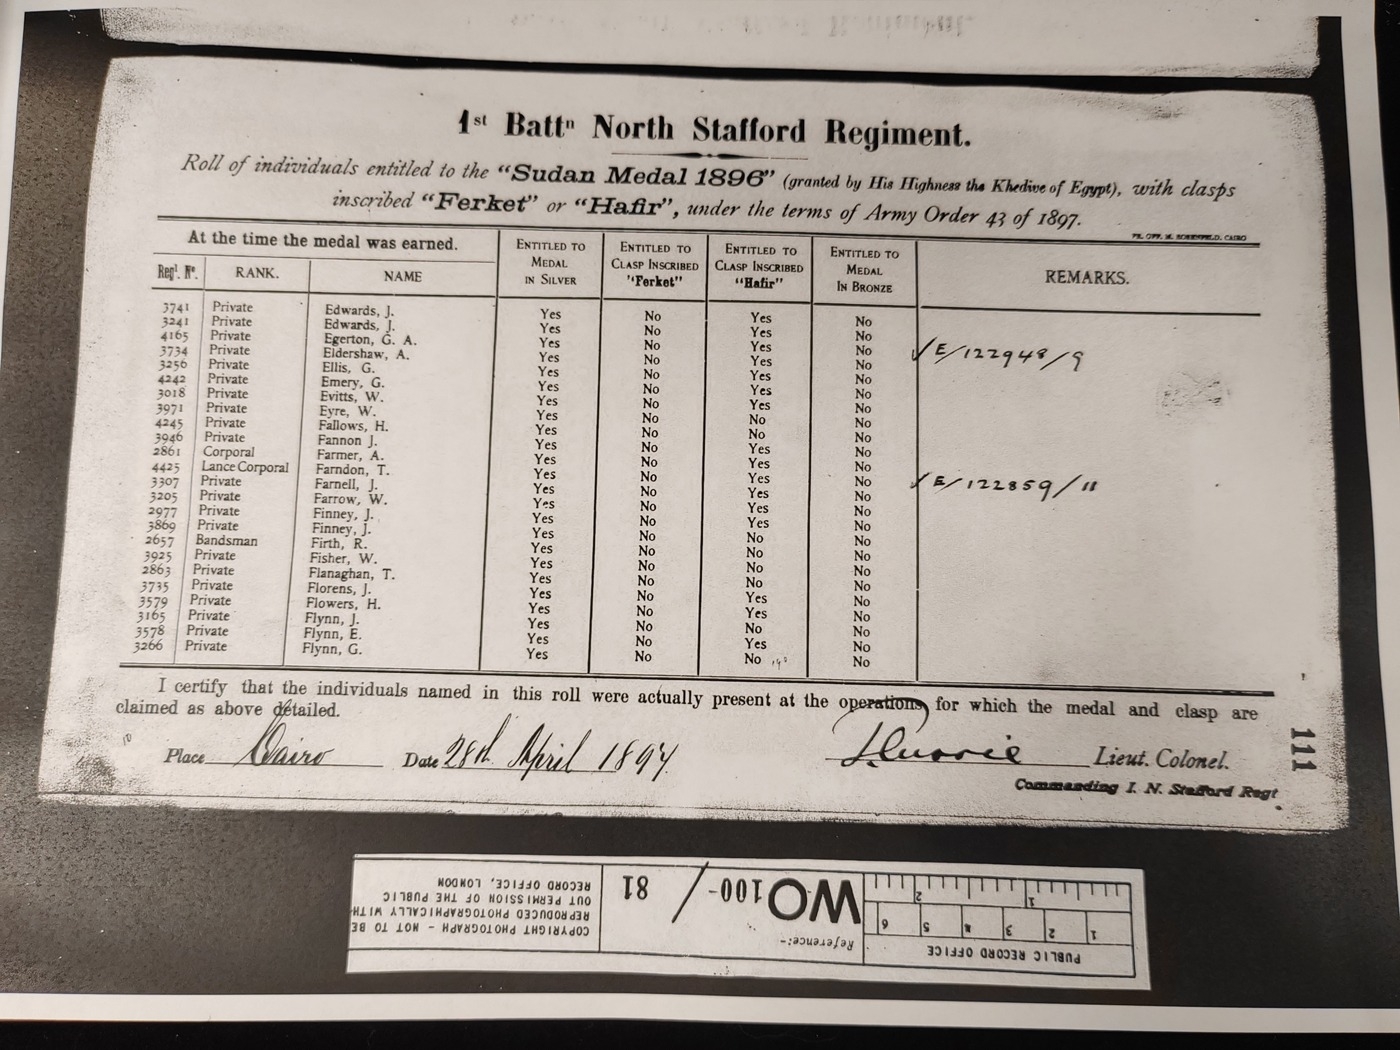 1st Battn North Stafford Regiment.
Roll of individuals entitled to the "Sudan Medal 1896" (granted by His Highness the Khedive of Egypt), with clasps
inscribed "Ferket" or "Hafir", under the terms of Army Order 43 of 1897.
At the time the medal was earned.
Regl. No. RANK. NAME ENTITLED TO MEDAL IN SILVER ENTITLED TO CLASP INSCRIBED "Ferket" ENTITLED TO CLASP INSCRIBED "Hafir" ENTITLED TO MEDAL IN BRONZE REMARKS.
3741 Private Edwards, J. Yes No Yes No
3241 Private Edwards, J. Yes No Yes No
4165 Private Egerton, G. A. Yes No Yes No ✓E/122948/9
3734 Private Eldershaw, A. Yes No Yes No
3256 Private Ellis, G. Yes No Yes No
4242 Private Emery, G. Yes No Yes No
3018 Private Evitts, W. Yes No Yes No
3971 Private Eyre, W. Yes No No No
4245 Private Fallows, H. Yes No No No
3946 Private Fannon J. Yes No Yes No
2861 Corporal Farmer, A. Yes No Yes No
4425 Lance Corporal Farndon, T. Yes No Yes No ✓E/122859/11
3307 Private Farnell, J. Yes No Yes No
3205 Private Farrow, W. Yes No Yes No
2977 Private Finney, J. Yes No Yes No
3869 Private Finney, J. Yes No No No
2657 Bandsman Firth, R. Yes No No No
3925 Private Fisher, W. Yes No No No
2863 Private Flanaghan, T. Yes No No No
3735 Private Florens, J. Yes No Yes No
3579 Private Flowers, H. Yes No Yes No
3165 Private Flynn, J. Yes No No No
3578 Private Flynn, E. Yes No Yes No
3266 Private Flynn, G. Yes No No No
I certify that the individuals named in this roll were actually present at the operations, for which the medal and clasp are
claimed as above detailed.
Place Cairo Date 28th April 1897 J. Currie Lieut. Colonel.
Commanding 1. N. Stafford Regt
111
PUBLIC RECORD OFFICE
1 2 3 4 5 6
1 2
Reference:-
WO 100- / 81
COPYRIGHT PHOTOGRAPH - NOT TO BE
REPRODUCED PHOTOGRAPHICALLY WITH-
OUT PERMISSION OF THE PUBLIC
RECORD OFFICE, LONDON